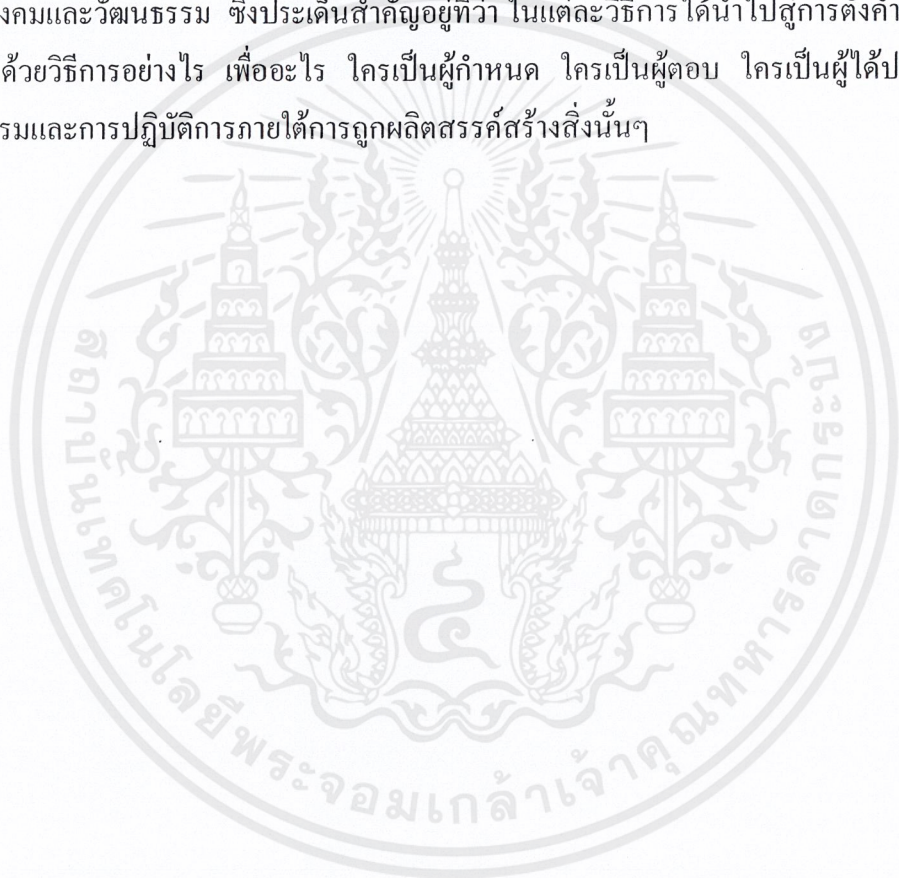 งคมและวัฒนธรรม ซึ่งประเด็นสำคัญอยู่ที่ว่า ในแต่ละวิธีการได้นำไปสู่การตั้งคำ
ด้วยวิธีการอย่างไร เพื่ออะไร ใครเป็นผู้กำหนด ใครเป็นผู้ตอบ ใครเป็นผู้ได้ป
รมและการปฏิบัติการภายใต้การถูกผลิตสรรค์สร้างสิ่งนั้นๆ
๔
สถาบันเทคโนโลยีพระจอมเกล้าเจ้าคุณทหารลาดกระบัง